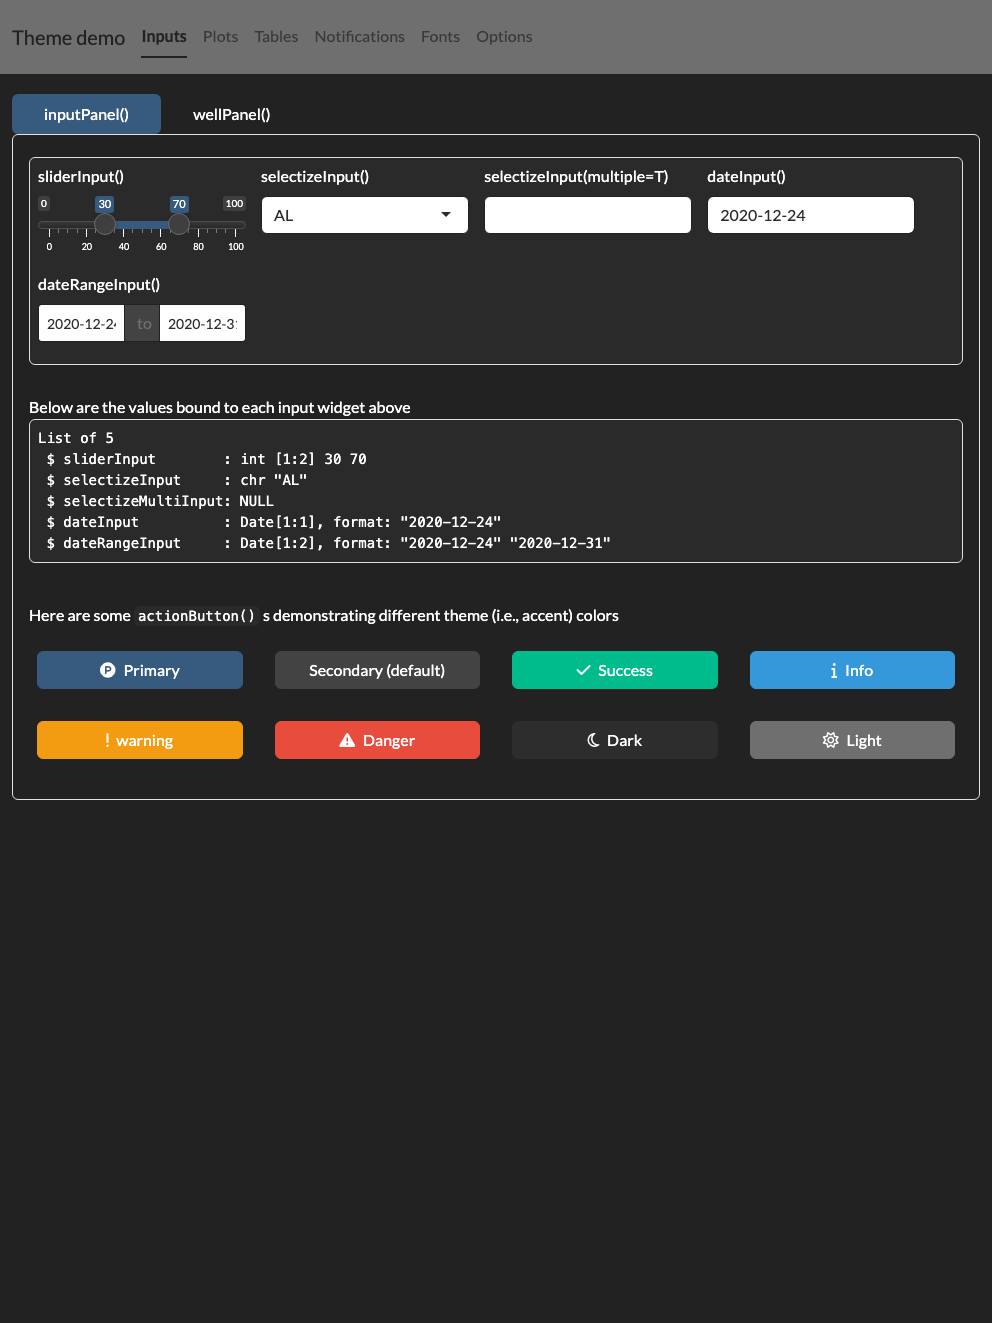 Theme demo Inputs Plots Tables Notifications Fonts Options
inputPanel() wellPanel()
sliderInput() selectizeInput() selectizeInput(multiple=T) dateInput()
0 30 70 100
AL 2020-12-24
0 20 40 60 80 100
dateRangeInput()
2020-12-24 to 2020-12-31
Below are the values bound to each input widget above
List of 5
$ sliderInput : int [1:2] 30 70
$ selectizeInput : chr "AL"
$ selectizeMultiInput: NULL
$ dateInput : Date[1:1], format: "2020-12-24"
$ dateRangeInput : Date[1:2], format: "2020-12-24" "2020-12-31"
Here are some actionButton() s demonstrating different theme (i.e., accent) colors
P Primary Secondary (default) Success i Info
! warning Danger Dark Light